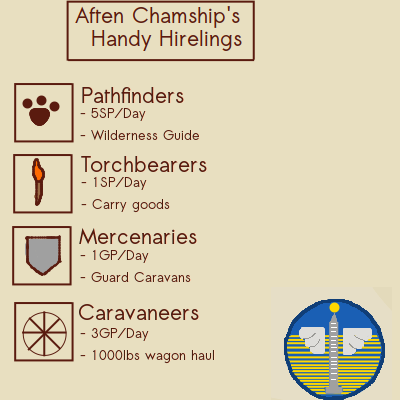 Aften Chamship's
Handy Hirelings
Pathfinders
- 5SP/Day
- Wilderness Guide
Torchbearers
- 1SP/Day
- Carry goods
Mercenaries
- 1GP/Day
- Guard Caravans
Caravaneers
- 3GP/Day
- 1000lbs wagon haul